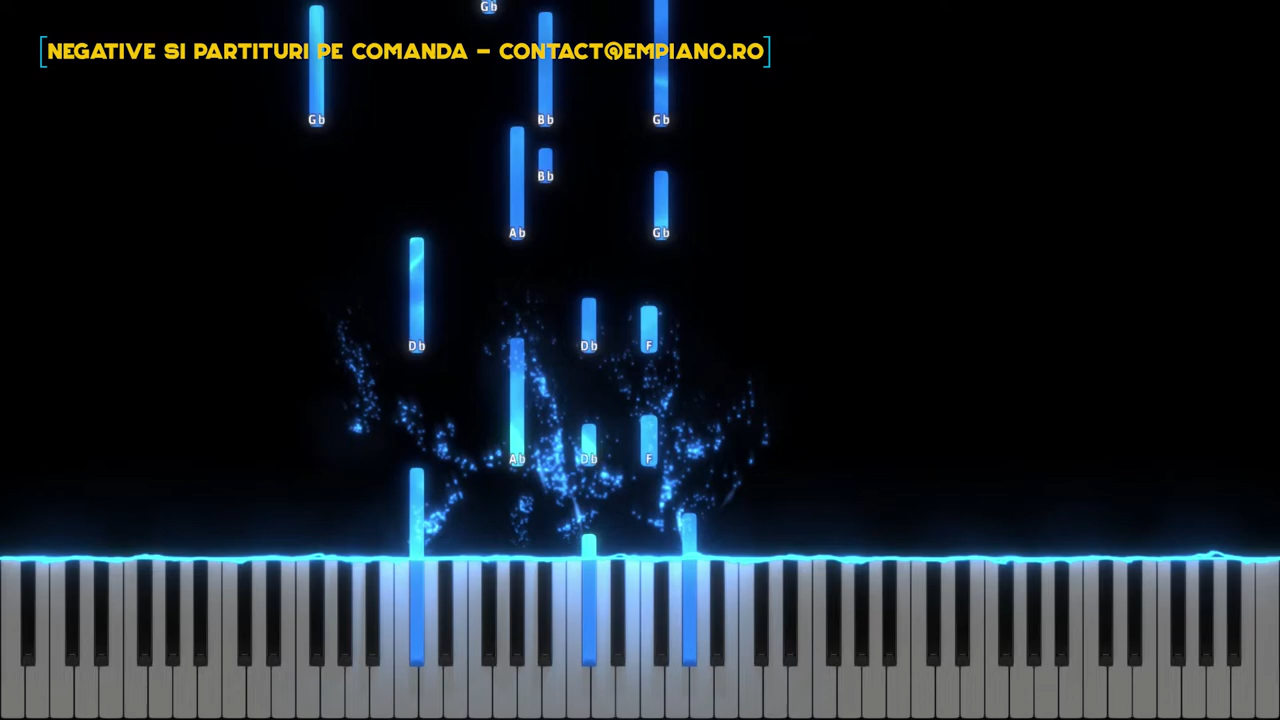 Gb
[NEGATIVE SI PARTITURI PE COMANDA - CONTACT@EMPIANO.RO]
Gb Bb Gb
Bb
Ab Gb
Db Db F
Ab Db F